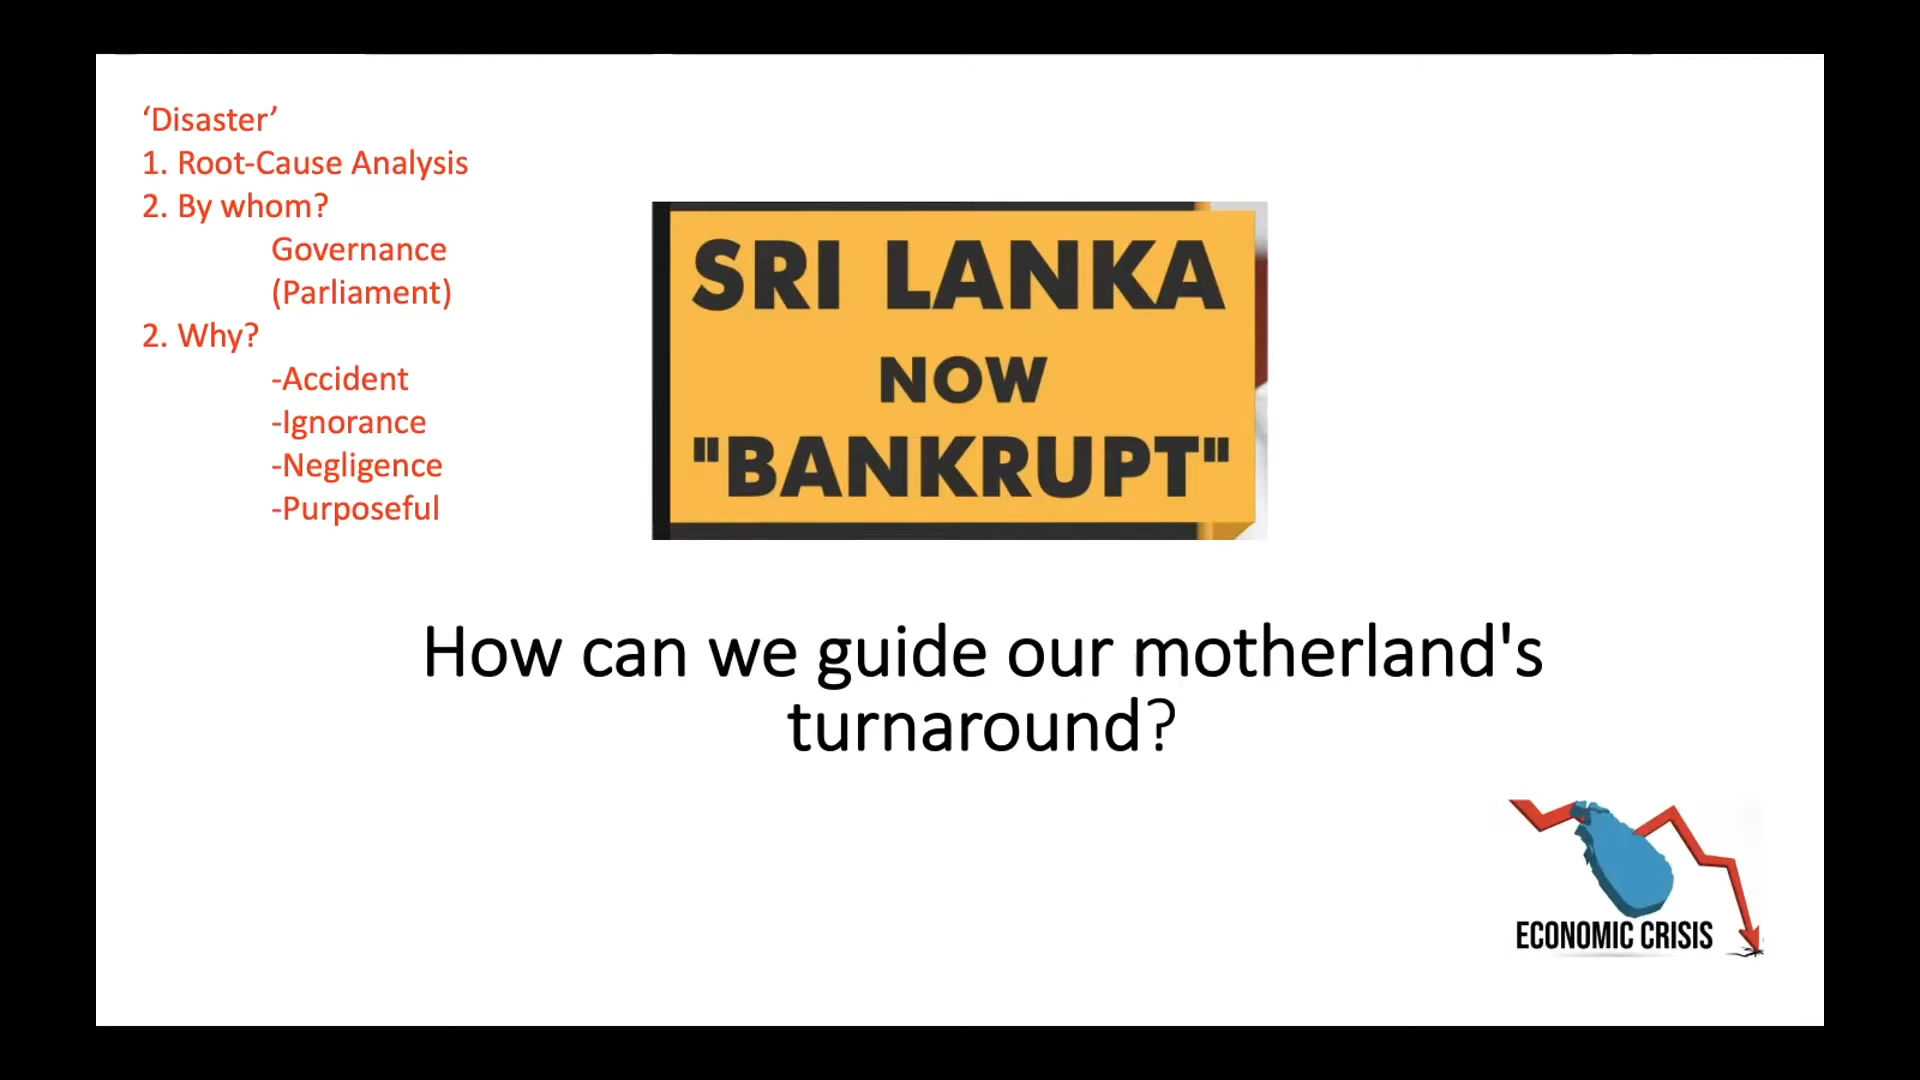 ‘Disaster’
1. Root-Cause Analysis
2. By whom?
Governance
(Parliament)
2. Why?
-Accident
-Ignorance
-Negligence
-Purposeful
SRI LANKA
NOW
"BANKRUPT"
How can we guide our motherland's
turnaround?
ECONOMIC CRISIS